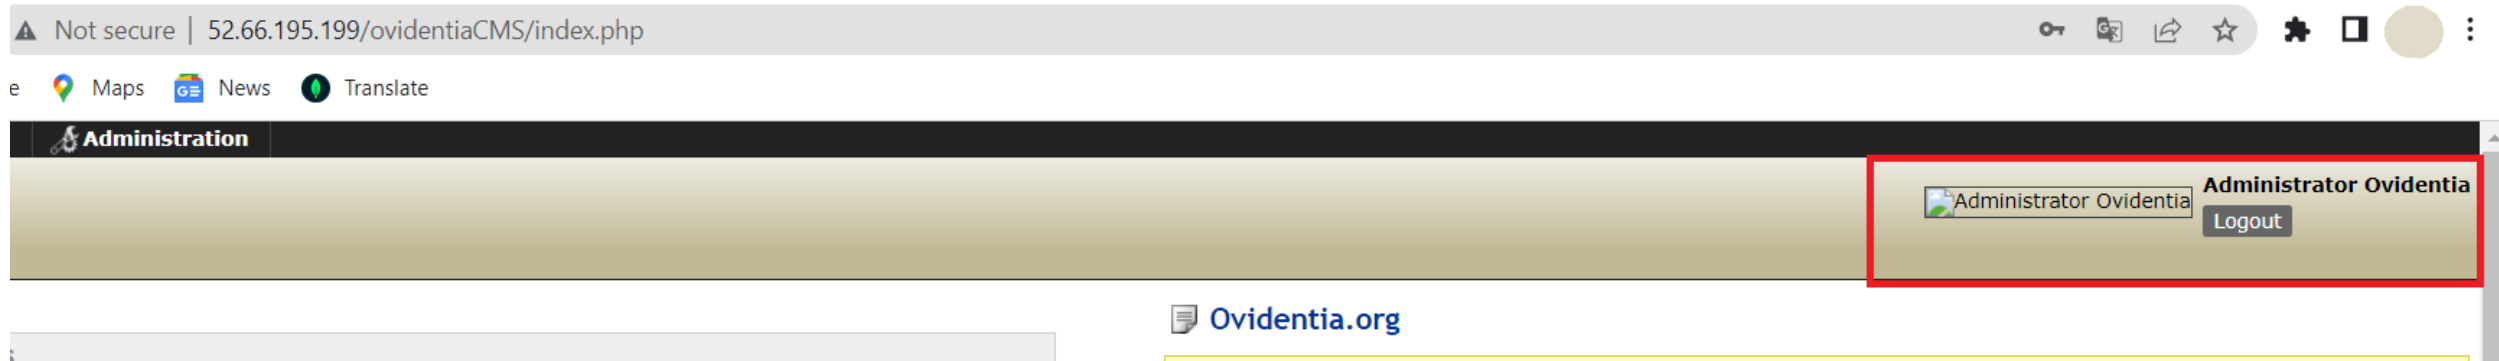 Not secure | 52.66.195.199/ovidentiaCMS/index.php
e Maps GE News Translate
Administration
Administrator Ovidentia
Administrator Ovidentia
Logout
Ovidentia.org